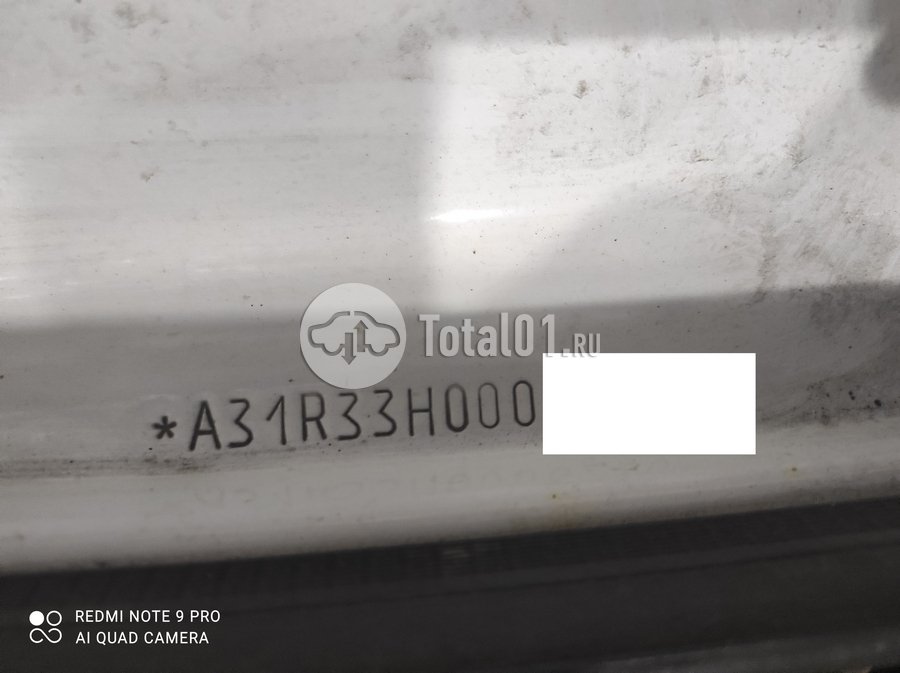 Total01.RU
*A31R33H000
REDMI NOTE 9 PRO
AI QUAD CAMERA